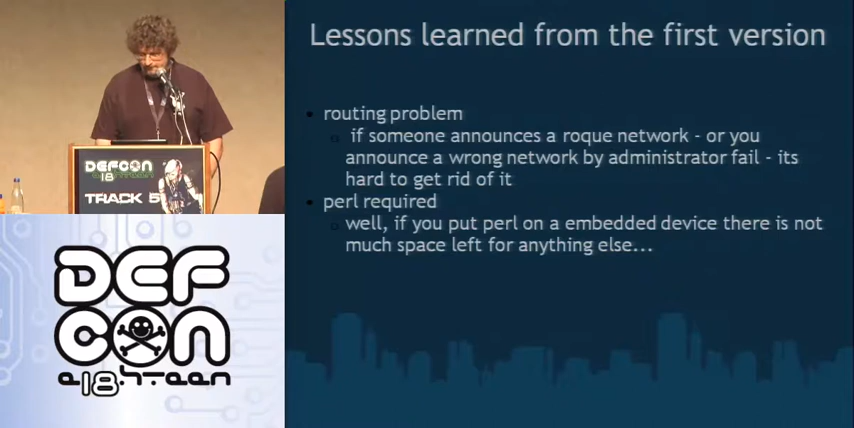 Lessons learned from the first version
routing problem
if someone announces a roque network - or you
announce a wrong network by administrator fail - its
hard to get rid of it
perl required
well, if you put perl on a embedded device there is not
much space left for anything else...
DEFCON
18
TRACK 5
DEF
CON
e18hteen